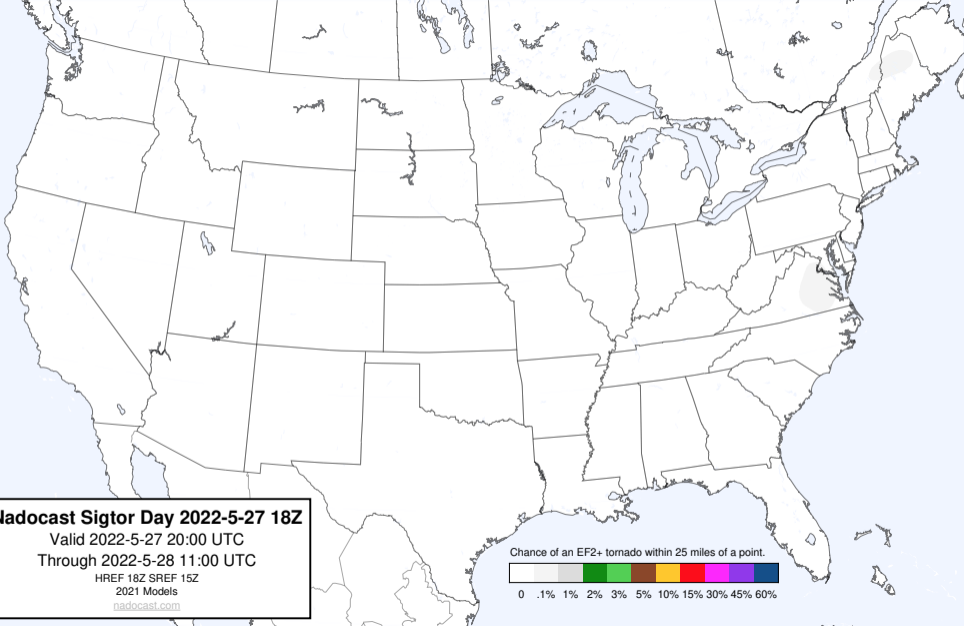 Nadocast Sigtor Day 2022-5-27 18Z
Valid 2022-5-27 20:00 UTC
Through 2022-5-28 11:00 UTC
HREF 18Z SREF 15Z
2021 Models
nadocast.com
Chance of an EF2+ tornado within 25 miles of a point.
0 .1% 1% 2% 3% 5% 10% 15% 30% 45% 60%